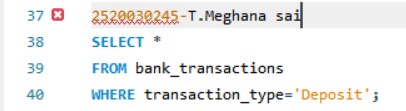 37 2520030245-T.Meghana sai
38 SELECT *
39 FROM bank_transactions
40 WHERE transaction_type='Deposit';